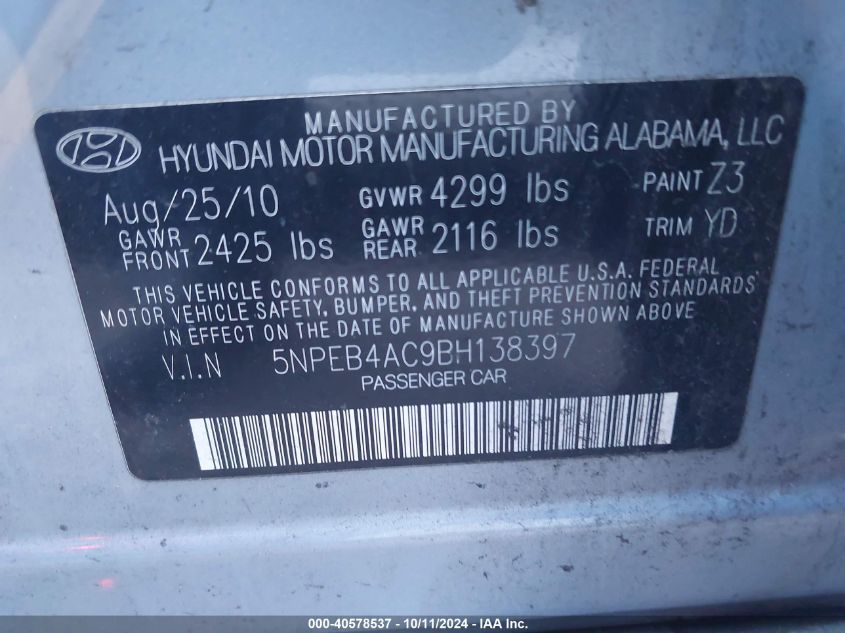 MANUFACTURED BY
HYUNDAI MOTOR MANUFACTURING ALABAMA, LLC
Aug/25/10 GVWR 4299 lbs PAINT Z3
GAWR FRONT 2425 lbs GAWR REAR 2116 lbs TRIM YD
THIS VEHICLE CONFORMS TO ALL APPLICABLE U.S.A. FEDERAL
MOTOR VEHICLE SAFETY, BUMPER, AND THEFT PREVENTION STANDARDS
IN EFFECT ON THE DATE OF MANUFACTURE SHOWN ABOVE
V.I.N 5NPEB4AC9BH138397
PASSENGER CAR
000-40578537 - 10/11/2024 - IAA Inc.